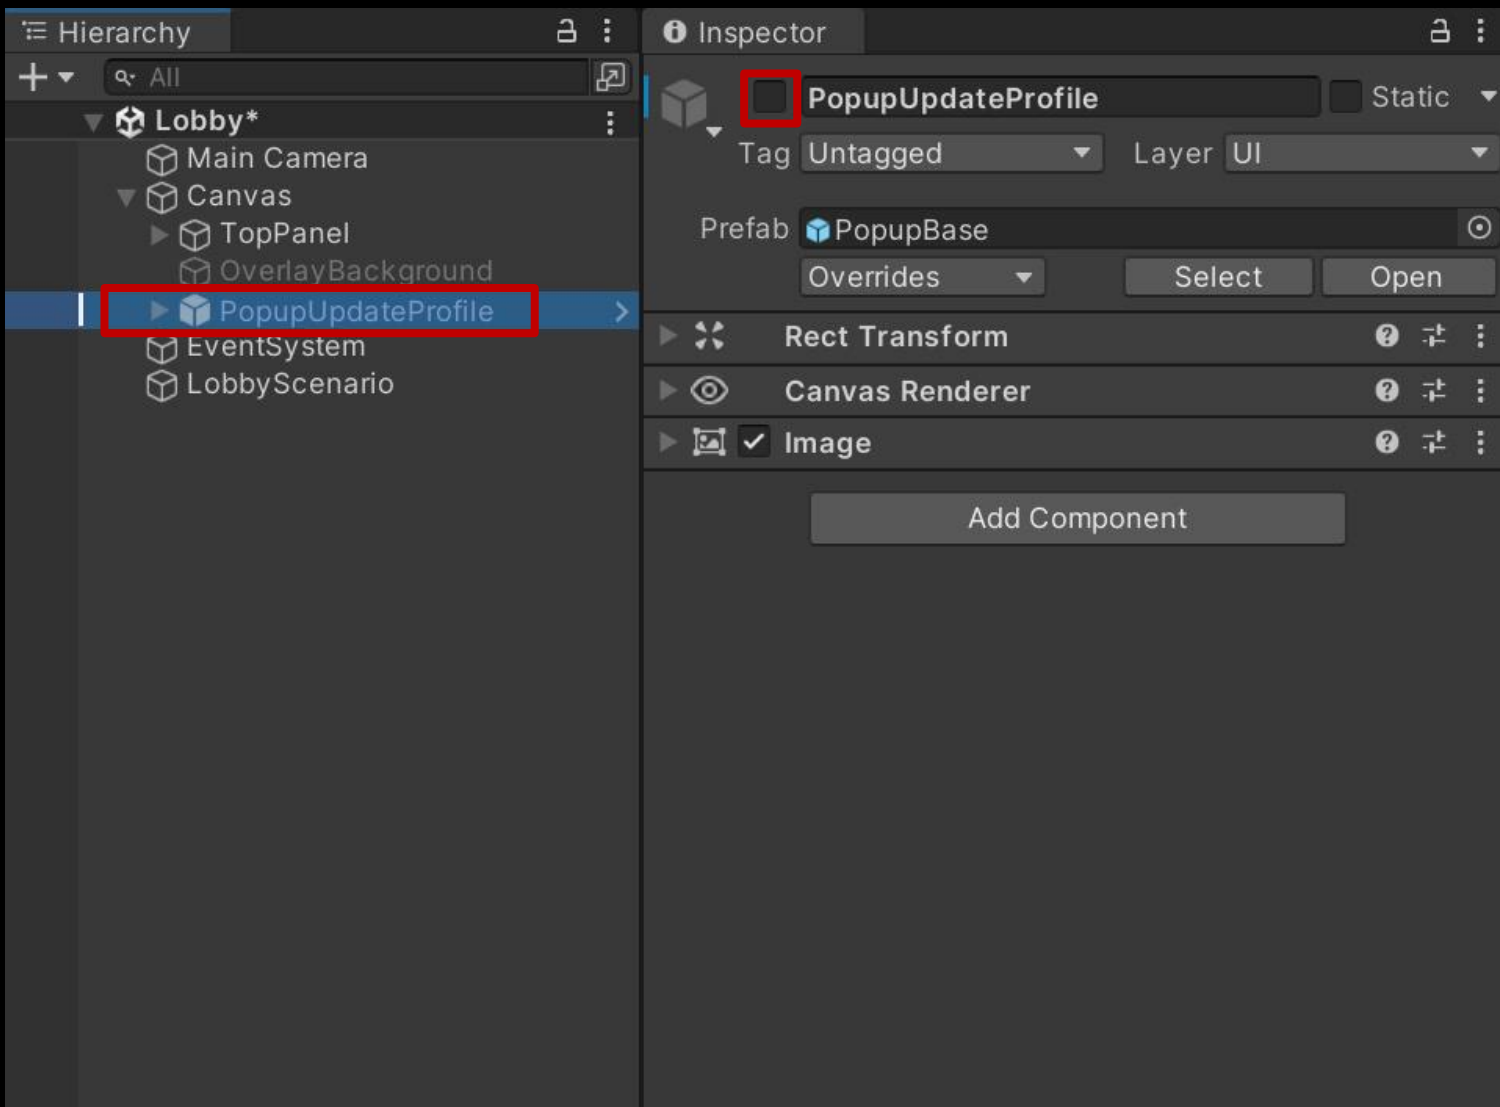 Hierarchy
All
Lobby*
Main Camera
Canvas
TopPanel
OverlayBackground
PopupUpdateProfile
EventSystem
LobbyScenario
Inspector
PopupUpdateProfile Static
Tag Untagged Layer UI
Prefab PopupBase
Overrides Select Open
Rect Transform
Canvas Renderer
Image
Add Component